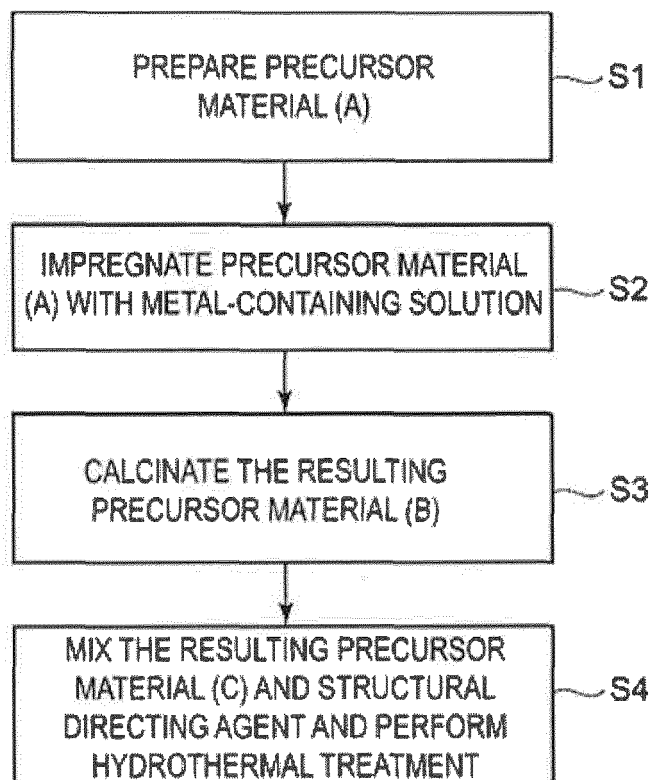 PREPARE PRECURSOR
MATERIAL (A)
S1
IMPREGNATE PRECURSOR MATERIAL
(A) WITH METAL-CONTAINING SOLUTION
S2
CALCINATE THE RESULTING
PRECURSOR MATERIAL (B)
S3
MIX THE RESULTING PRECURSOR
MATERIAL (C) AND STRUCTURAL
DIRECTING AGENT AND PERFORM
HYDROTHERMAL TREATMENT
S4